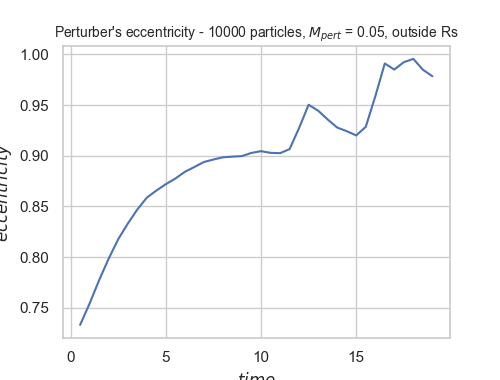 Perturber's eccentricity - 10000 particles, M_pert = 0.05, outside Rs
1.00
0.95
0.90
0.85
0.80
0.75
eccentricity
0 5 10 15
time